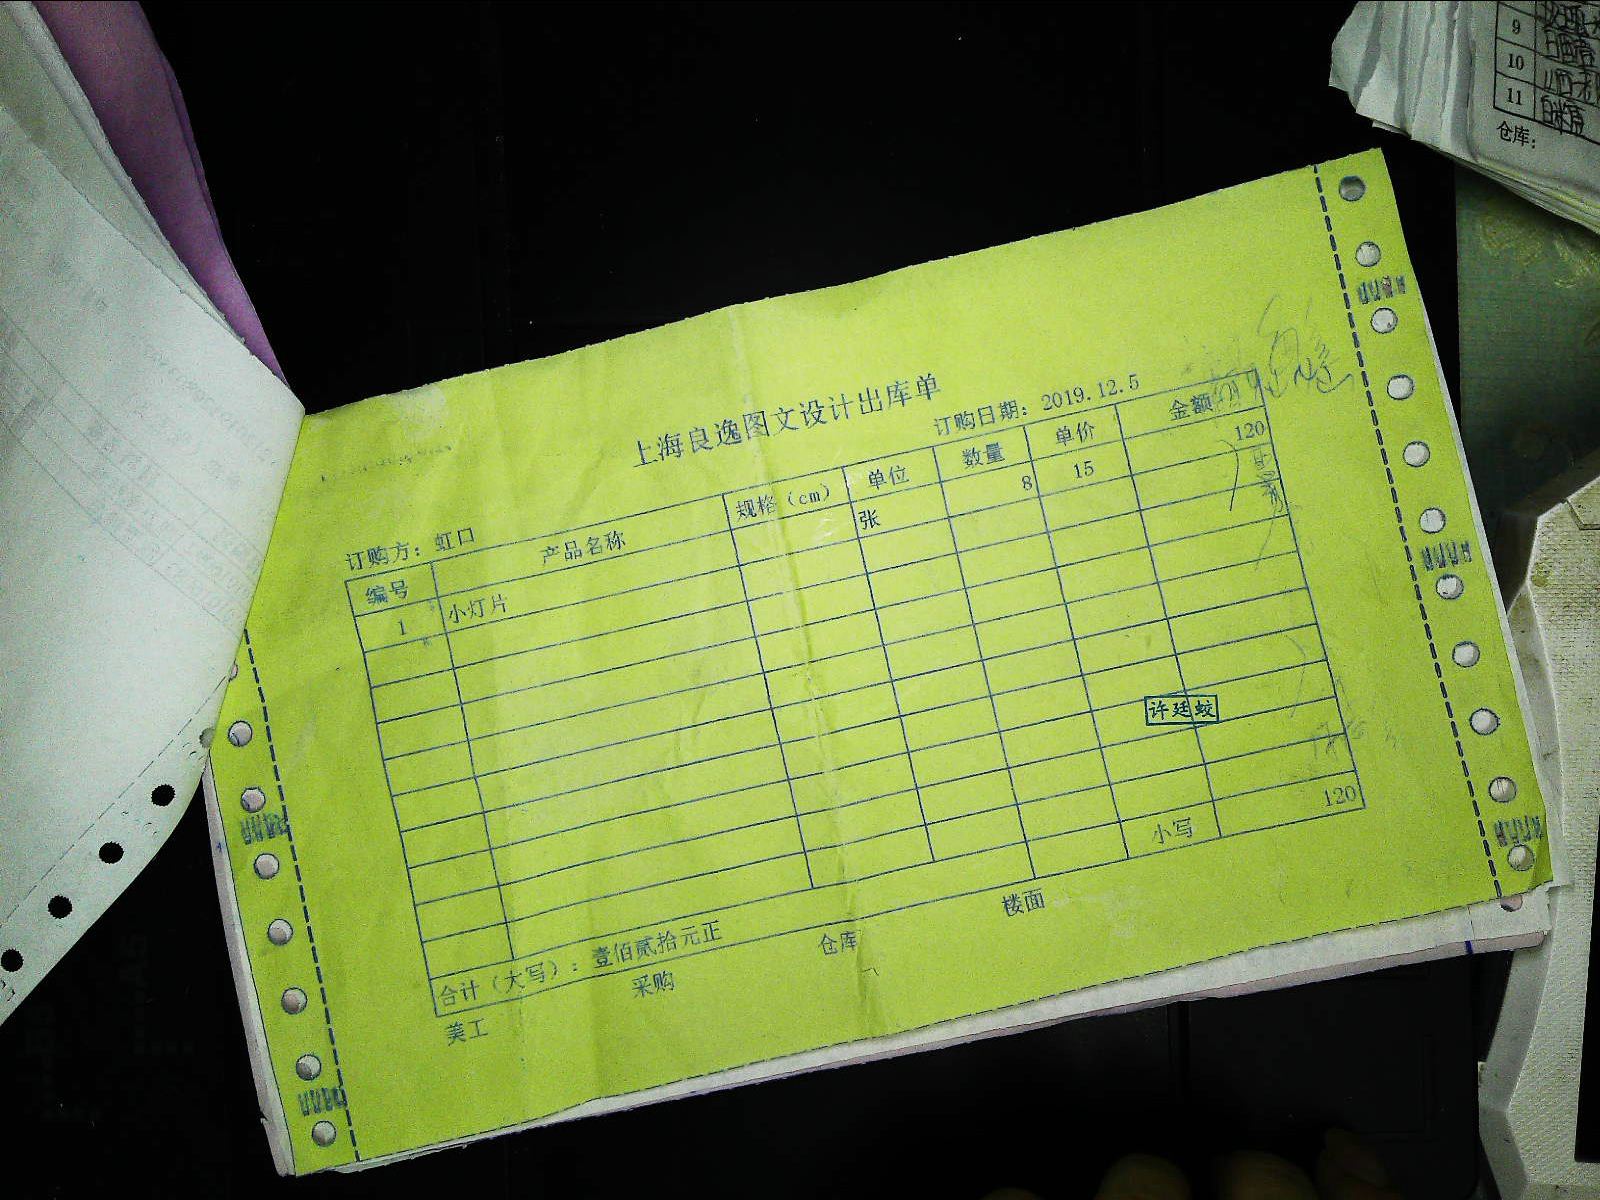 上海良逸图文设计出库单
订购方：虹口 订购日期：2019.12.5
编号 产品名称 规格（cm） 单位 数量 单价 金额
1 小灯片 张 8 15 120
许廷蛟
合计（大写）：壹佰贰拾元正 小写 120
美工 采购 仓库 楼面
9
10
11
仓库：